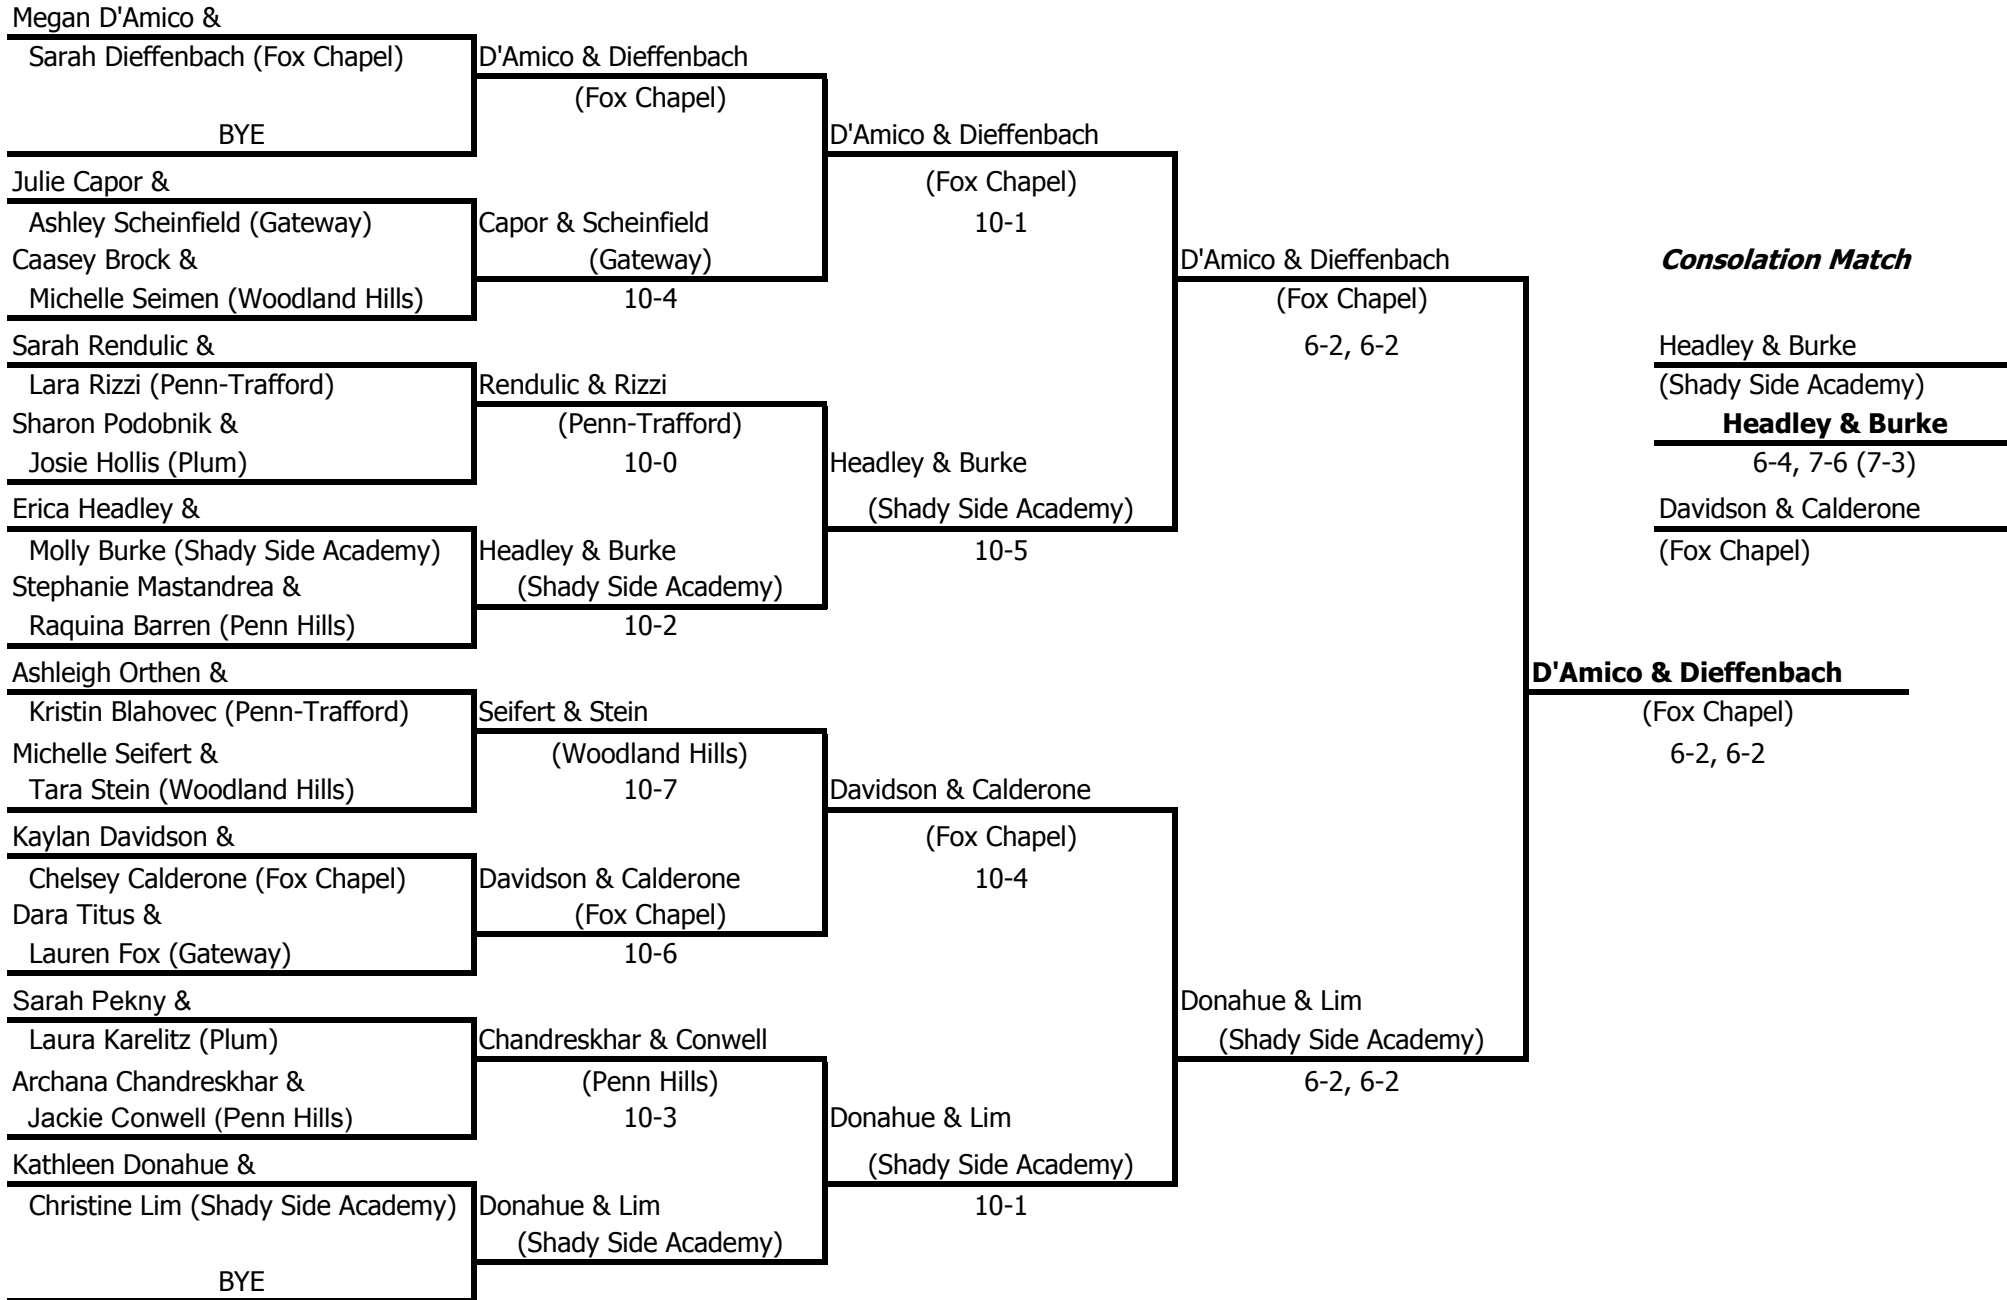 Megan D'Amico &
Sarah Dieffenbach (Fox Chapel)
BYE
Julie Capor &
Ashley Scheinfield (Gateway)
Caasey Brock &
Michelle Seimen (Woodland Hills)
Sarah Rendulic &
Lara Rizzi (Penn-Trafford)
Sharon Podobnik &
Josie Hollis (Plum)
Erica Headley &
Molly Burke (Shady Side Academy)
Stephanie Mastandrea &
Raquina Barren (Penn Hills)
Ashleigh Orthen &
Kristin Blahovec (Penn-Trafford)
Michelle Seifert &
Tara Stein (Woodland Hills)
Kaylan Davidson &
Chelsey Calderone (Fox Chapel)
Dara Titus &
Lauren Fox (Gateway)
Sarah Pekny &
Laura Karelitz (Plum)
Archana Chandreskhar &
Jackie Conwell (Penn Hills)
Kathleen Donahue &
Christine Lim (Shady Side Academy)
BYE
D'Amico & Dieffenbach
(Fox Chapel)
Capor & Scheinfield
(Gateway)
10-4
Rendulic & Rizzi
(Penn-Trafford)
10-0
Headley & Burke
(Shady Side Academy)
10-2
Seifert & Stein
(Woodland Hills)
10-7
Davidson & Calderone
(Fox Chapel)
10-6
Chandreskhar & Conwell
(Penn Hills)
10-3
Donahue & Lim
(Shady Side Academy)
D'Amico & Dieffenbach
(Fox Chapel)
10-1
Headley & Burke
(Shady Side Academy)
10-5
Davidson & Calderone
(Fox Chapel)
10-4
Donahue & Lim
(Shady Side Academy)
10-1
D'Amico & Dieffenbach
(Fox Chapel)
6-2, 6-2
Donahue & Lim
(Shady Side Academy)
6-2, 6-2
D'Amico & Dieffenbach
(Fox Chapel)
6-2, 6-2
Consolation Match
Headley & Burke
(Shady Side Academy)
Headley & Burke
6-4, 7-6 (7-3)
Davidson & Calderone
(Fox Chapel)